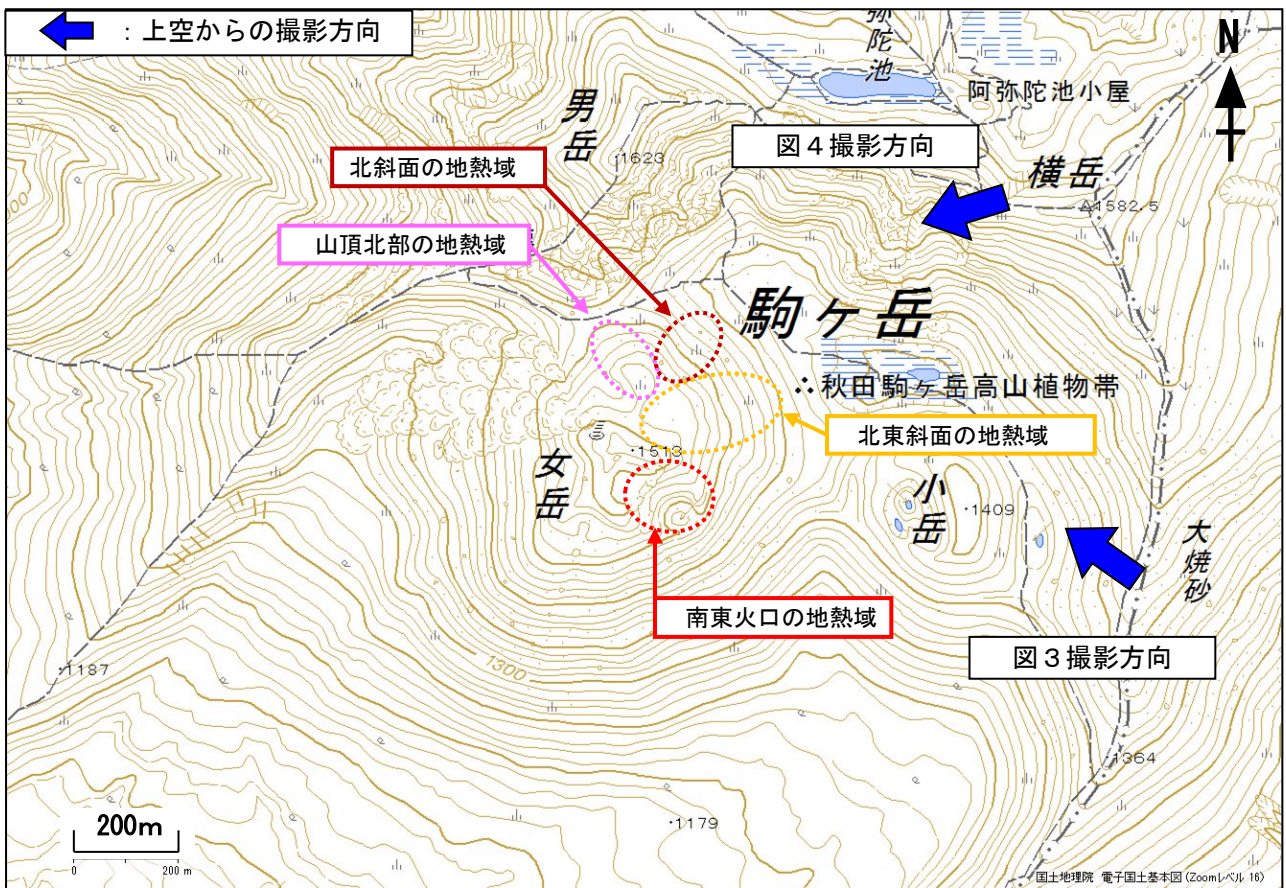 ：上空からの撮影方向
N
弥陀池
阿弥陀池小屋
男岳
・1623
図４撮影方向
横岳
△1582.5
北斜面の地熱域
山頂北部の地熱域
駒ヶ岳
∴秋田駒ヶ岳高山植物帯
北東斜面の地熱域
・1513
女岳
小岳
・1409
大焼砂
南東火口の地熱域
図３撮影方向
1300
・1187
・1364
・1179
200m
0 200 m
国土地理院 電子国土基本図(Zoomレベル 16)